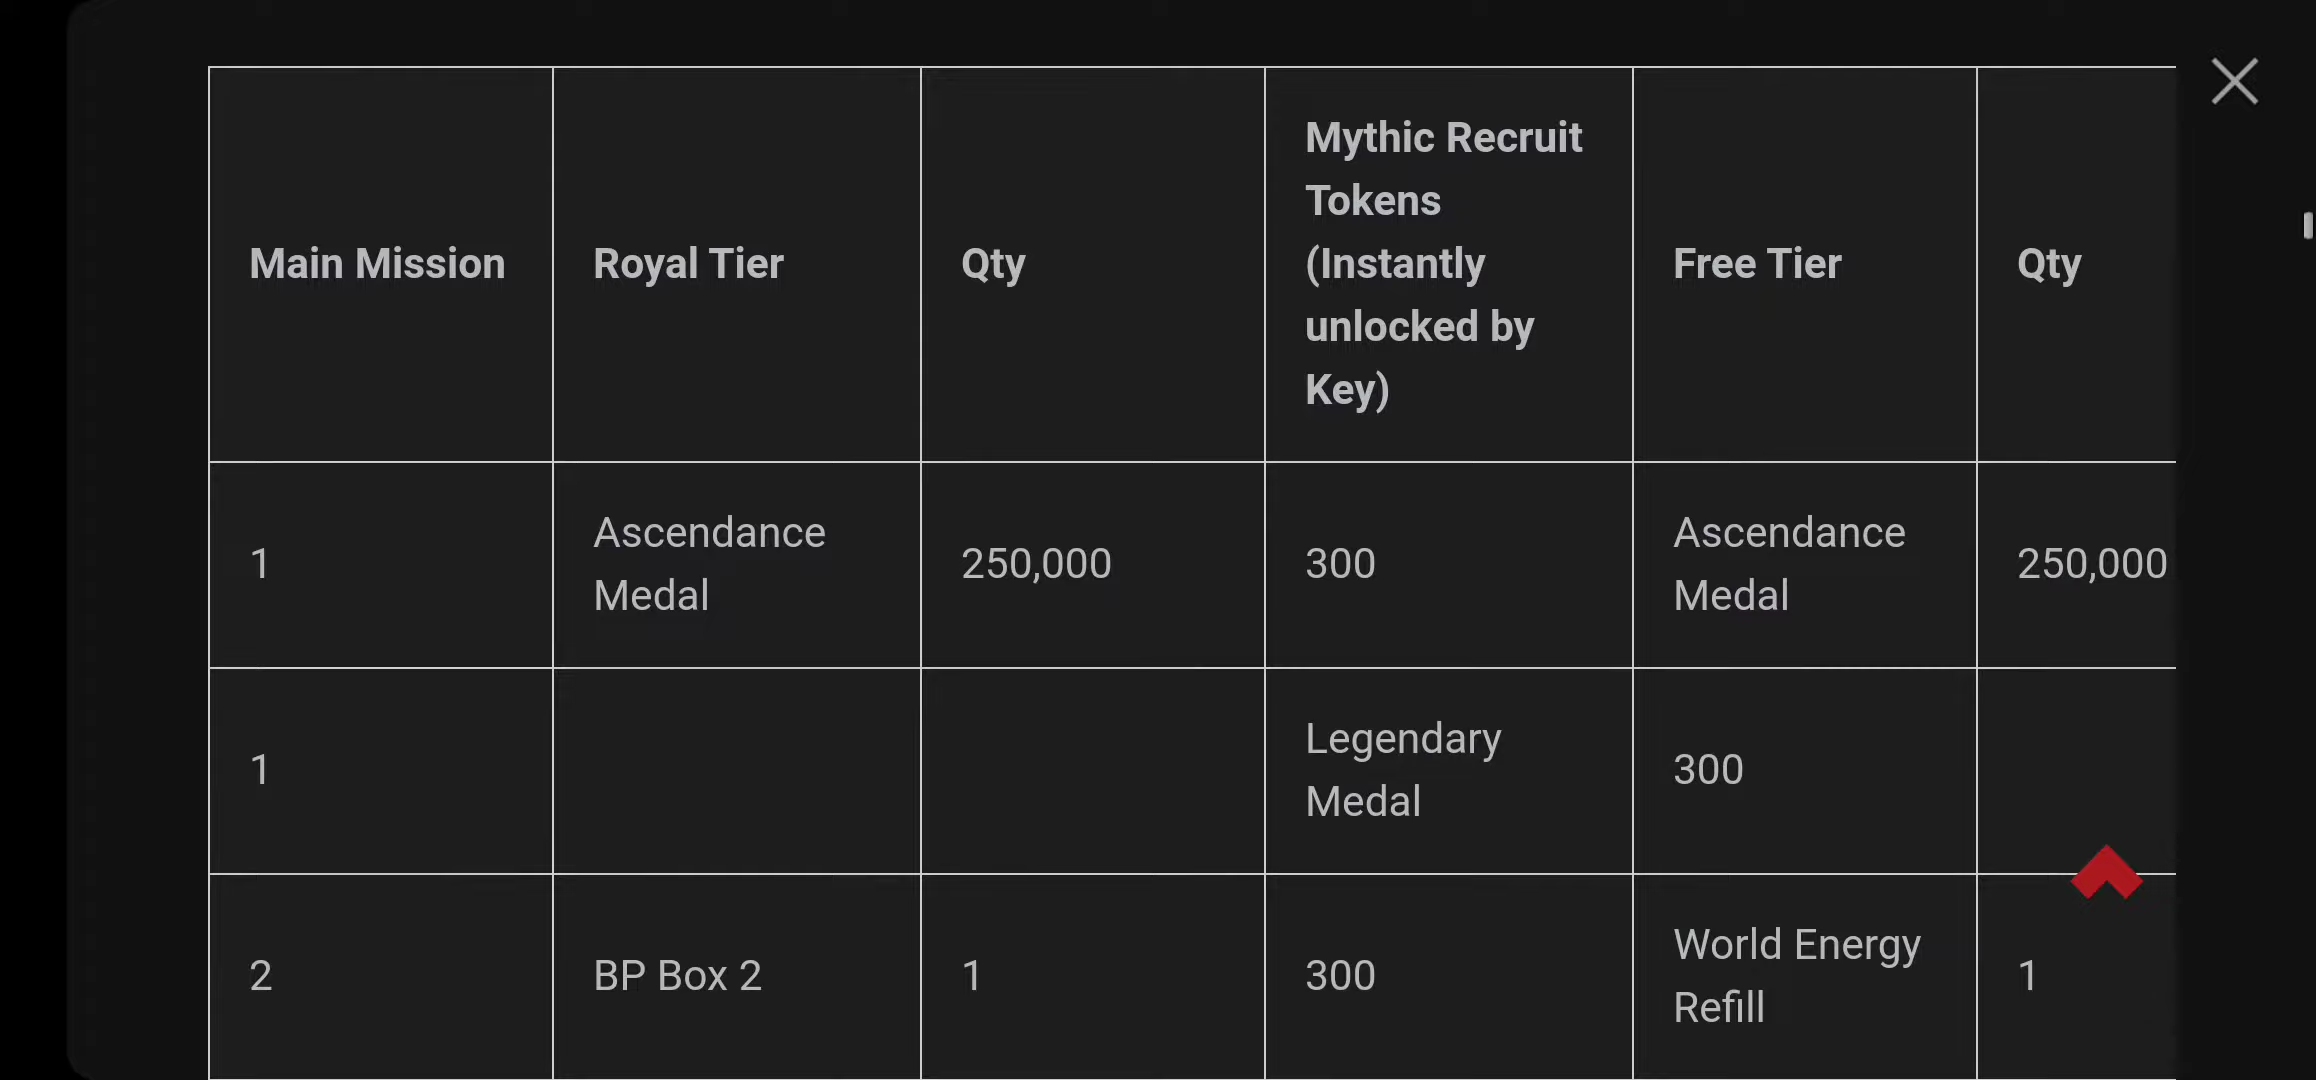 Main Mission
Royal Tier
Qty
Mythic Recruit
Tokens
(Instantly
unlocked by
Key)
Free Tier
Qty
1
Ascendance
Medal
250,000
300
Ascendance
Medal
250,000
1
Legendary
Medal
300
2
BP Box 2
1
300
World Energy
Refill
1